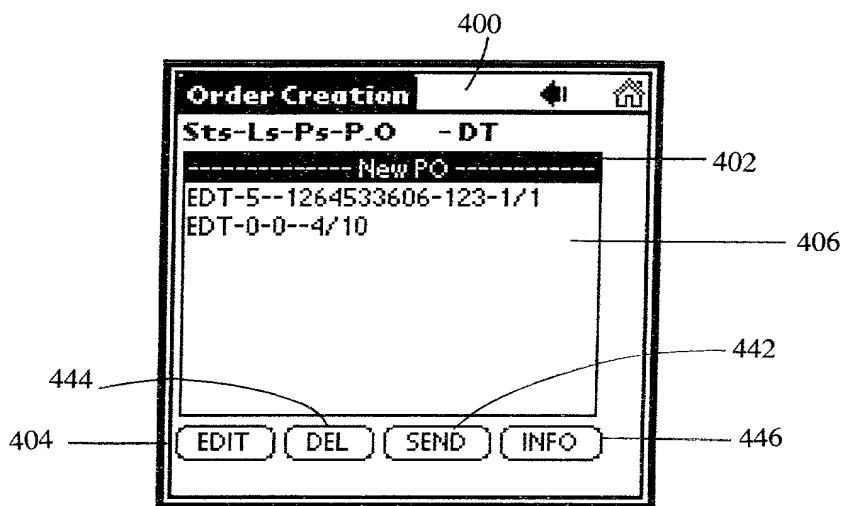 400
Order Creation
Sts-Ls-Ps-P.O - DT
---------- New PO ----------
402
EDT-5--1264533606-123-1/1
EDT-0-0--4/10
406
442
444
404
EDIT DEL SEND INFO
446